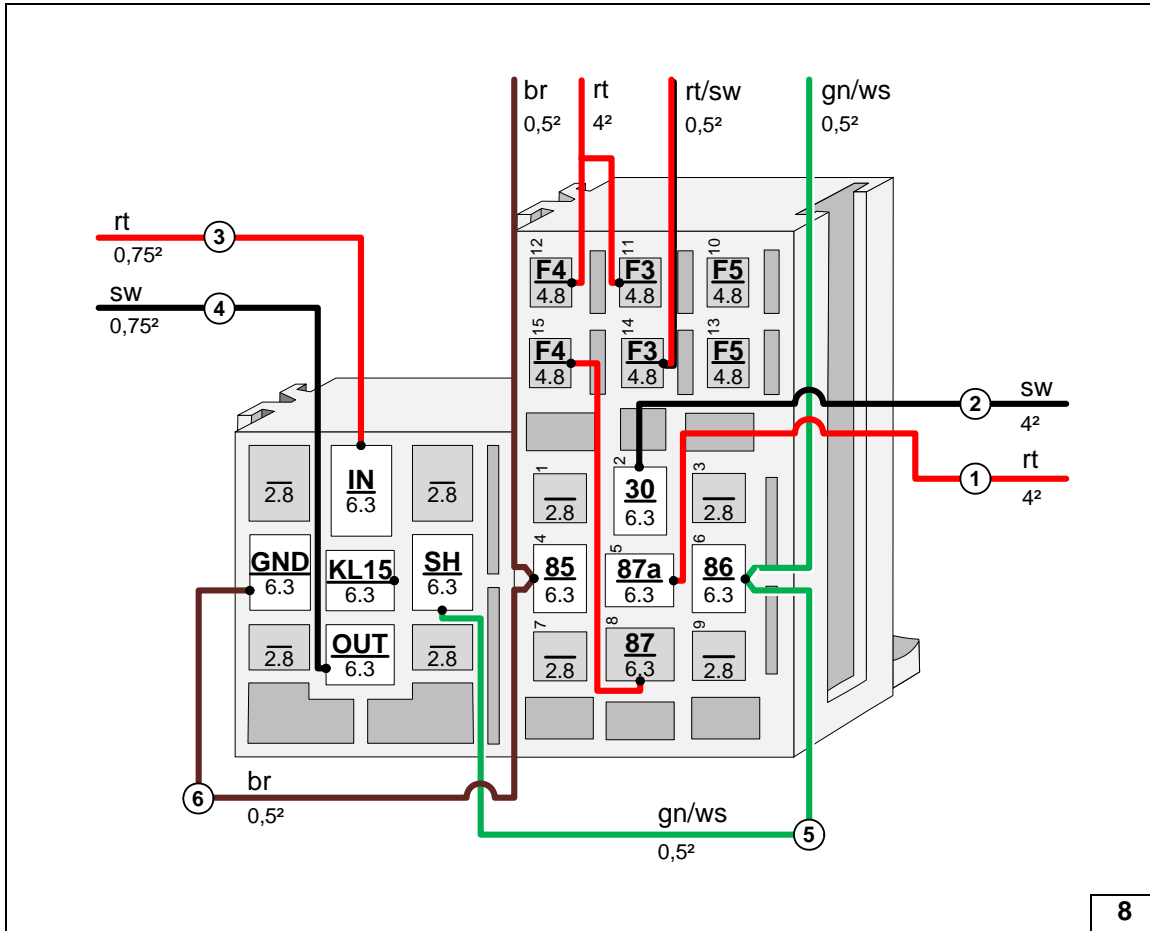 br rt rt/sw gn/ws
0,5² 4² 0,5² 0,5²
rt 3
0,75²
sw 4
0,75²
12 11 10
F4 F3 F5
4.8 4.8 4.8
15 14 13
F4 F3 F5
4.8 4.8 4.8
2 sw
4²
1 rt
4²
2.8 IN 2.8
6.3
GND KL15 SH
6.3 6.3 6.3
2.8 OUT 2.8
6.3
1 2 3
2.8 30 2.8
6.3
4 5 6
85 87a 86
6.3 6.3 6.3
7 8 9
2.8 87 2.8
6,3
6 br
0,5²
gn/ws 5
0,5²
8